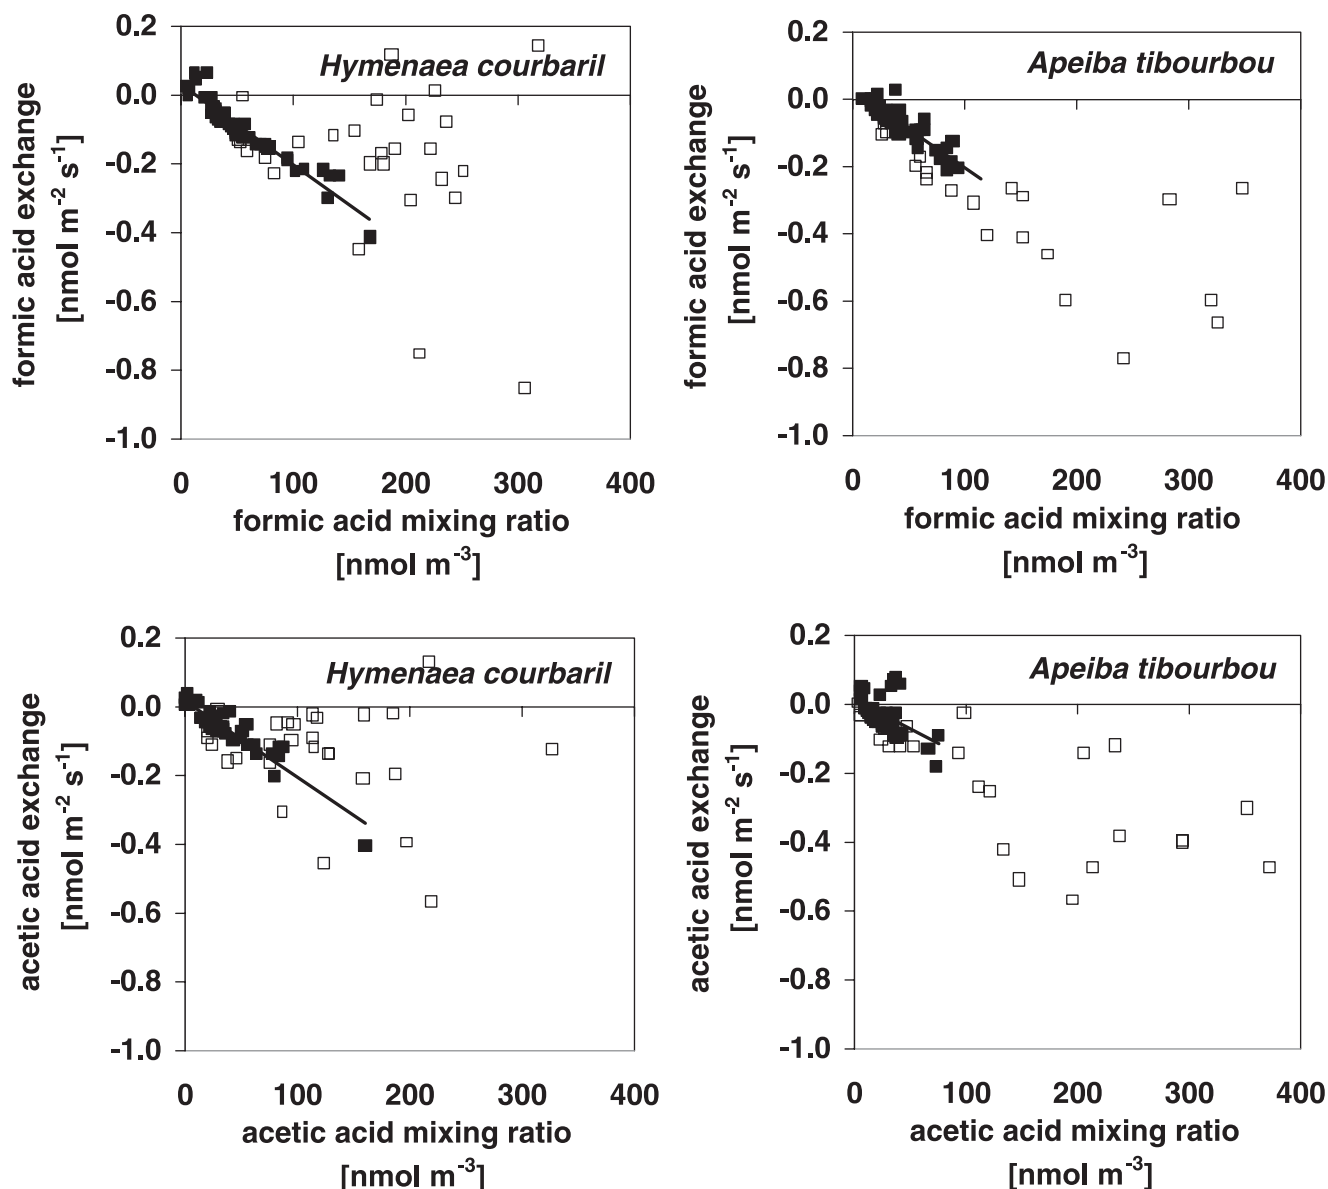 Hymenaea courbaril
formic acid exchange
[nmol m⁻² s⁻¹]
0.2
0.0
-0.2
-0.4
-0.6
-0.8
-1.0
0 100 200 300 400
formic acid mixing ratio
[nmol m⁻³]
Apeiba tibourbou
formic acid exchange
[nmol m⁻² s⁻¹]
0.2
0.0
-0.2
-0.4
-0.6
-0.8
-1.0
0 100 200 300 400
formic acid mixing ratio
[nmol m⁻³]
Hymenaea courbaril
acetic acid exchange
[nmol m⁻² s⁻¹]
0.2
0.0
-0.2
-0.4
-0.6
-0.8
-1.0
0 100 200 300 400
acetic acid mixing ratio
[nmol m⁻³]
Apeiba tibourbou
acetic acid exchange
[nmol m⁻² s⁻¹]
0.2
0.0
-0.2
-0.4
-0.6
-0.8
-1.0
0 100 200 300 400
acetic acid mixing ratio
[nmol m⁻³]